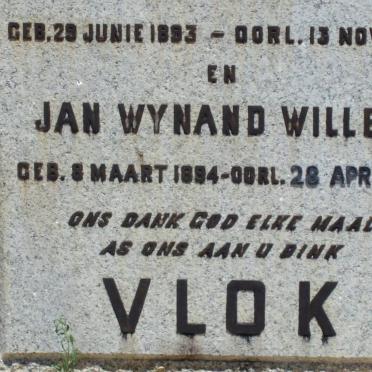 GEB. 29 JUNIE 1893 – OORL. 13 NOV
EN
JAN WYNAND WILLE
GEB. 8 MAART 1894-OORL. 28 APR
ONS DANK GOD ELKE MAAL
AS ONS AAN U DINK
VLOK